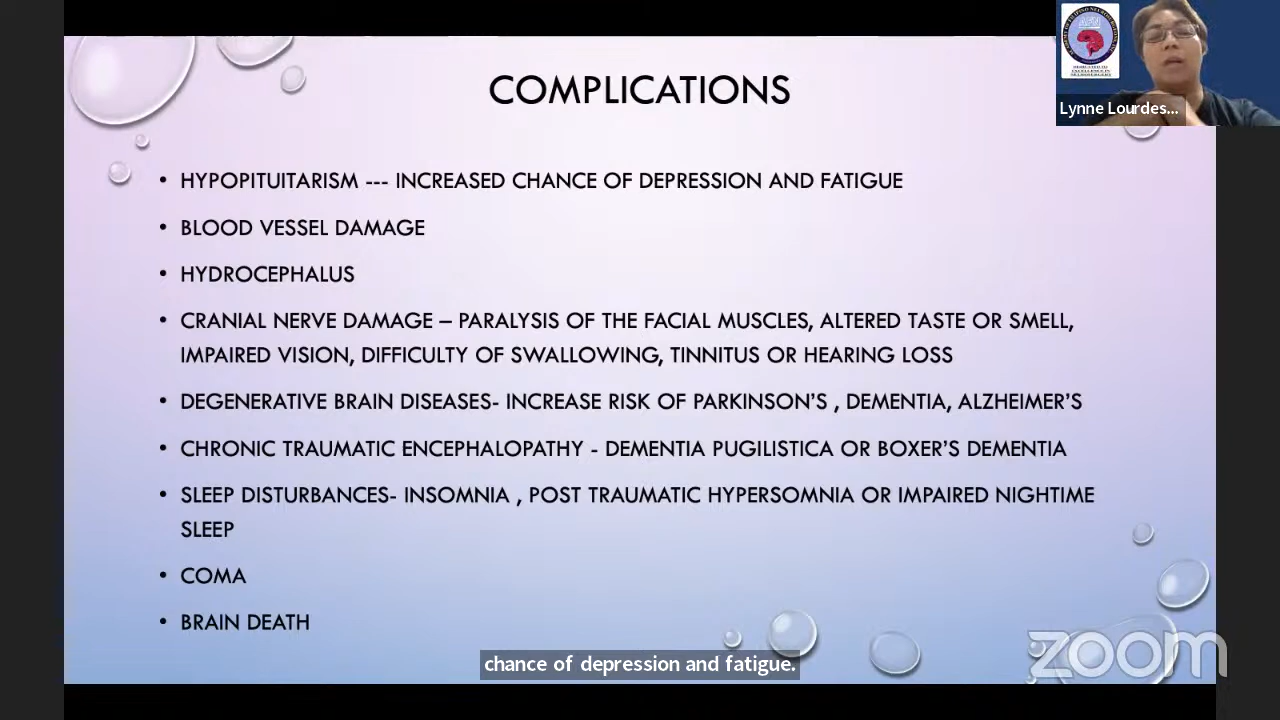 COMPLICATIONS
• HYPOPITUITARISM --- INCREASED CHANCE OF DEPRESSION AND FATIGUE
• BLOOD VESSEL DAMAGE
• HYDROCEPHALUS
• CRANIAL NERVE DAMAGE – PARALYSIS OF THE FACIAL MUSCLES, ALTERED TASTE OR SMELL,
IMPAIRED VISION, DIFFICULTY OF SWALLOWING, TINNITUS OR HEARING LOSS
• DEGENERATIVE BRAIN DISEASES- INCREASE RISK OF PARKINSON'S , DEMENTIA, ALZHEIMER'S
• CHRONIC TRAUMATIC ENCEPHALOPATHY - DEMENTIA PUGILISTICA OR BOXER'S DEMENTIA
• SLEEP DISTURBANCES- INSOMNIA , POST TRAUMATIC HYPERSOMNIA OR IMPAIRED NIGHTIME
SLEEP
• COMA
• BRAIN DEATH
chance of depression and fatigue.
Lynne Lourdes...
zoom